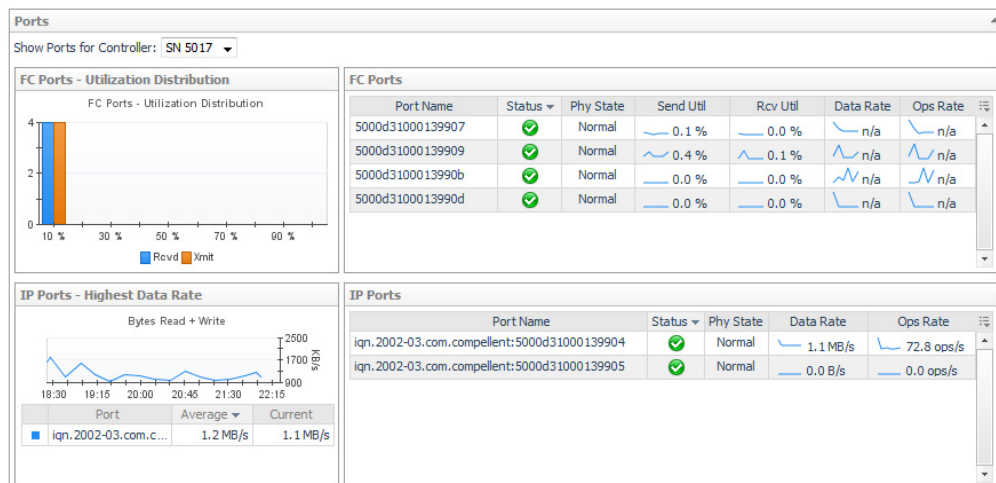 Ports
Show Ports for Controller: SN 5017
FC Ports - Utilization Distribution
FC Ports - Utilization Distribution
4
2
0
10 % 30 % 50 % 70 % 90 %
Rcvd Xmit
FC Ports
Port Name Status Phy State Send Util Rcv Util Data Rate Ops Rate
5000d31000139907 Normal 0.1 % 0.0 % n/a n/a
5000d31000139909 Normal 0.4 % 0.1 % n/a n/a
5000d3100013990b Normal 0.0 % 0.0 % n/a n/a
5000d3100013990d Normal 0.0 % 0.0 % n/a n/a
IP Ports - Highest Data Rate
Bytes Read + Write
2500
1700
900
KB/s
18:30 19:15 20:00 20:45 21:30 22:15
Port Average Current
iqn.2002-03.com.c... 1.2 MB/s 1.1 MB/s
IP Ports
Port Name Status Phy State Data Rate Ops Rate
iqn.2002-03.com.compellent:5000d31000139904 Normal 1.1 MB/s 72.8 ops/s
iqn.2002-03.com.compellent:5000d31000139905 Normal 0.0 B/s 0.0 ops/s